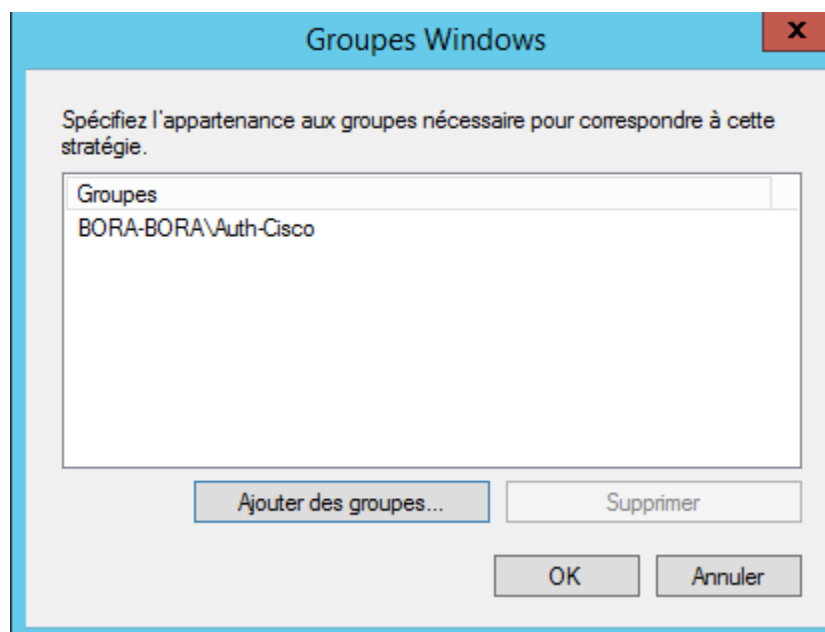 Groupes Windows
x
Spécifiez l'appartenance aux groupes nécessaire pour correspondre à cette
stratégie.
Groupes
BORA-BORA\Auth-Cisco
Ajouter des groupes...
Supprimer
OK
Annuler